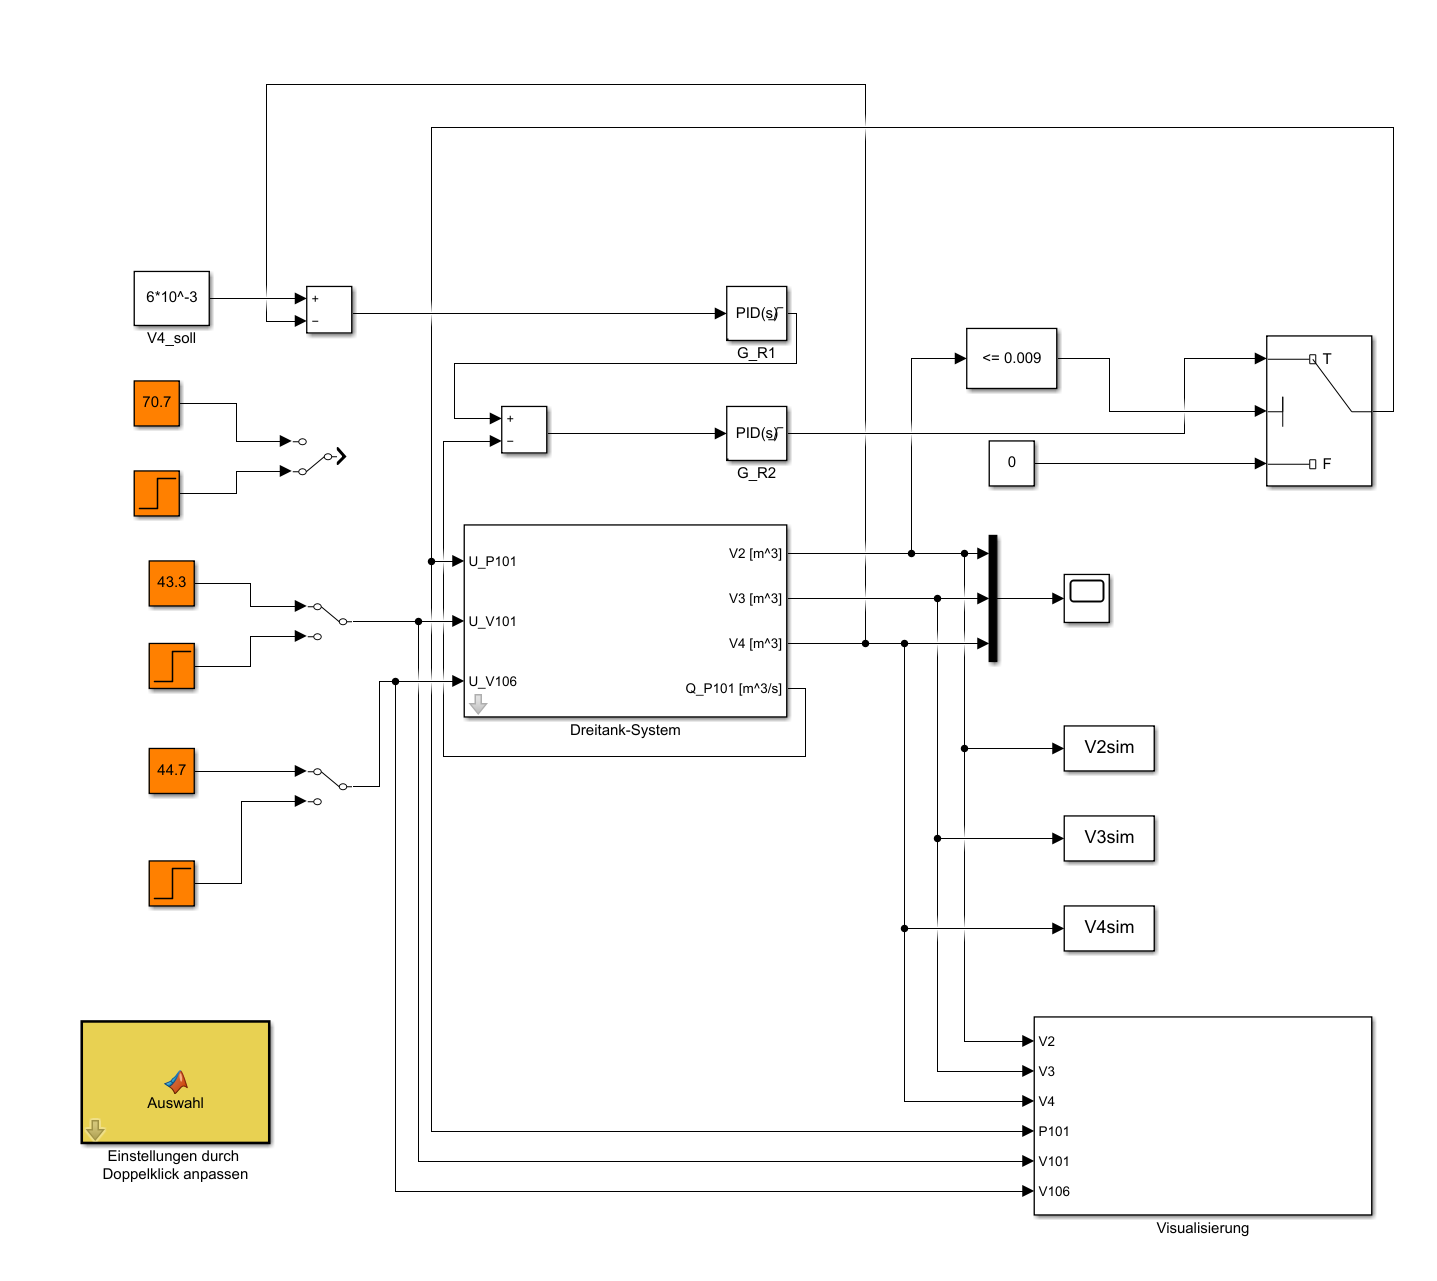 6*10^-3
V4_soll
+
−
PID(s)
G_R1
70.7
+
−
PID(s)
G_R2
<= 0.009
0
T
F
43.3
44.7
U_P101
U_V101
U_V106
V2 [m^3]
V3 [m^3]
V4 [m^3]
Q_P101 [m^3/s]
Dreitank-System
V2sim
V3sim
V4sim
Auswahl
Einstellungen durch
Doppelklick anpassen
V2
V3
V4
P101
V101
V106
Visualisierung